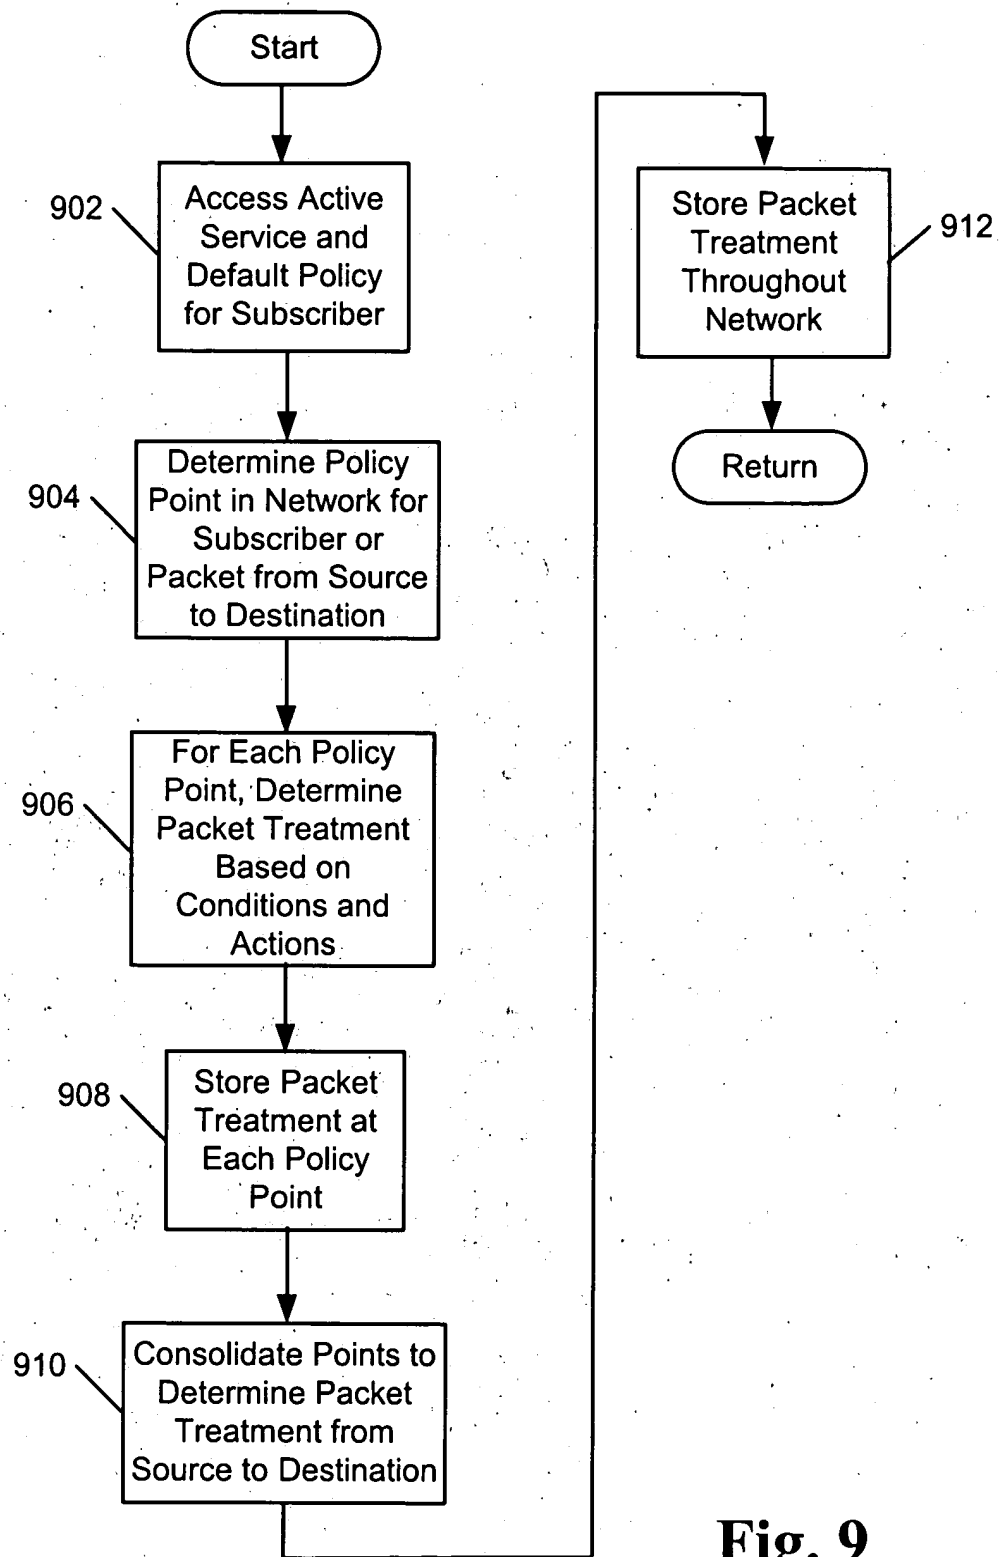 Start
902
Access Active
Service and
Default Policy
for Subscriber
904
Determine Policy
Point in Network for
Subscriber or
Packet from Source
to Destination
906
For Each Policy
Point, Determine
Packet Treatment
Based on
Conditions and
Actions
908
Store Packet
Treatment at
Each Policy
Point
910
Consolidate Points to
Determine Packet
Treatment from
Source to Destination
Store Packet
Treatment
Throughout
Network
912
Return
Fig. 9